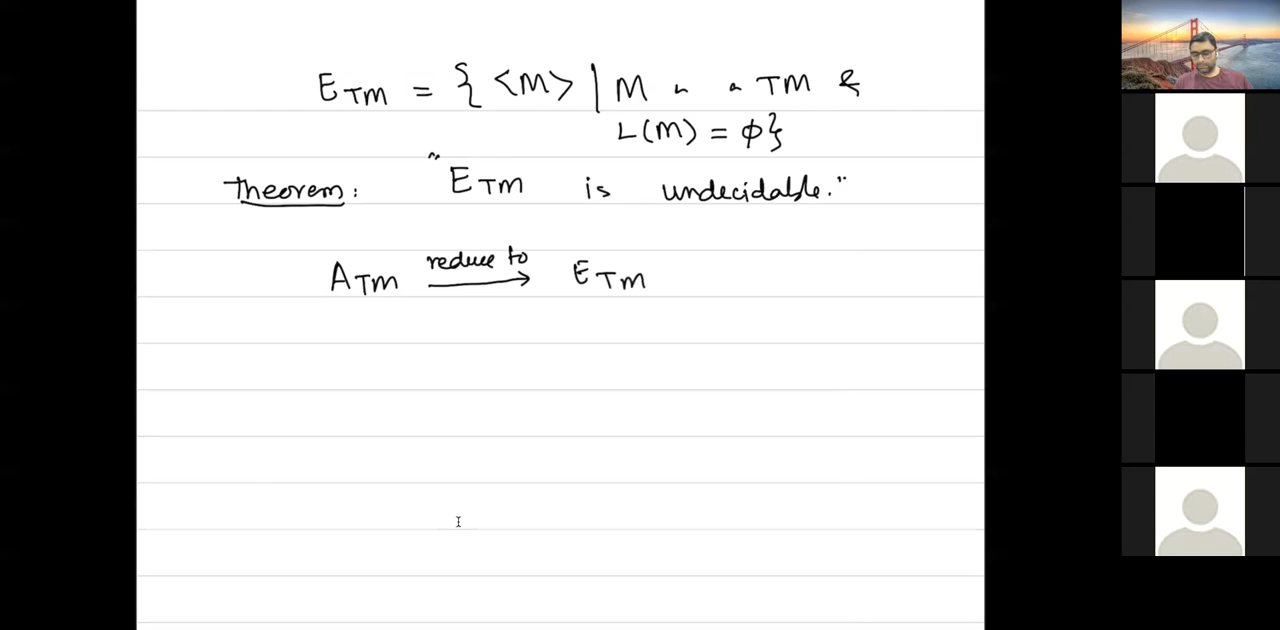 E_TM = { <M> | M is a TM &
L(M) = ϕ}
Theorem: "E_TM is undecidable."
A_TM reduce to → E_TM